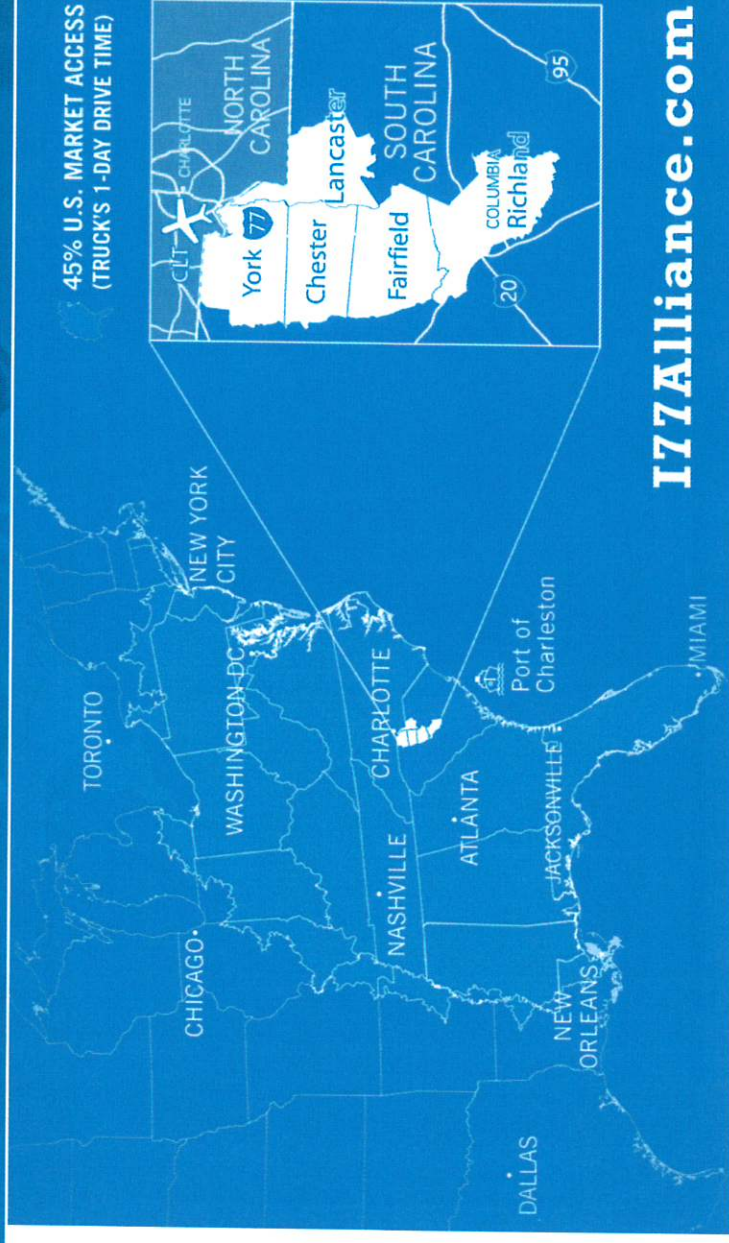 45% U.S. MARKET ACCESS
(TRUCK'S 1-DAY DRIVE TIME)
TORONTO
CHICAGO
NEW YORK
CITY
WASHINGTON DC
CHARLOTTE
NASHVILLE
ATLANTA
Port of
Charleston
JACKSONVILLE
NEW
ORLEANS
DALLAS
MIAMI
CLT
CHARLOTTE
NORTH
CAROLINA
York
77
Lancaster
Chester
SOUTH
CAROLINA
Fairfield
COLUMBIA
Richland
20
95
I77Alliance.com